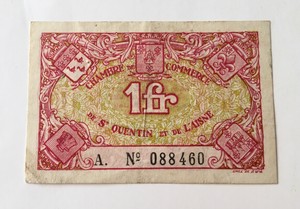 CHAMBRE DE COMMERCE
1fr
DE St QUENTIN ET DE L'AISNE
A. No 088460